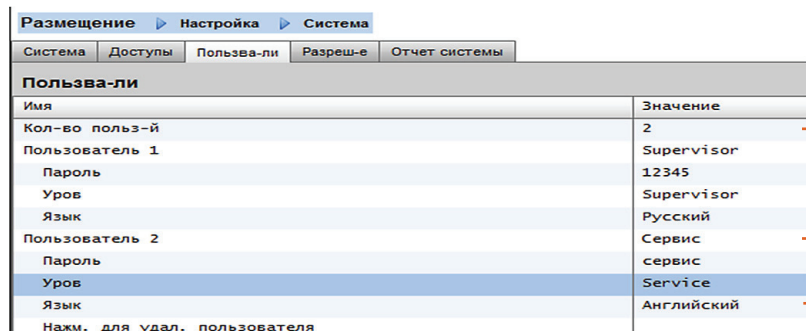 Размещение Настройка Система
Система Доступы Польза-ли Разреш-е Отчет системы
Польззва-ли
Имя Значение
Кол-во польз-й 2
Пользователь 1 Supervisor
Пароль 12345
Уров Supervisor
Язык Русский
Пользователь 2 Сервис
Пароль сервис
Уров Service
Язык Английский
Нажм. для удал. пользователя